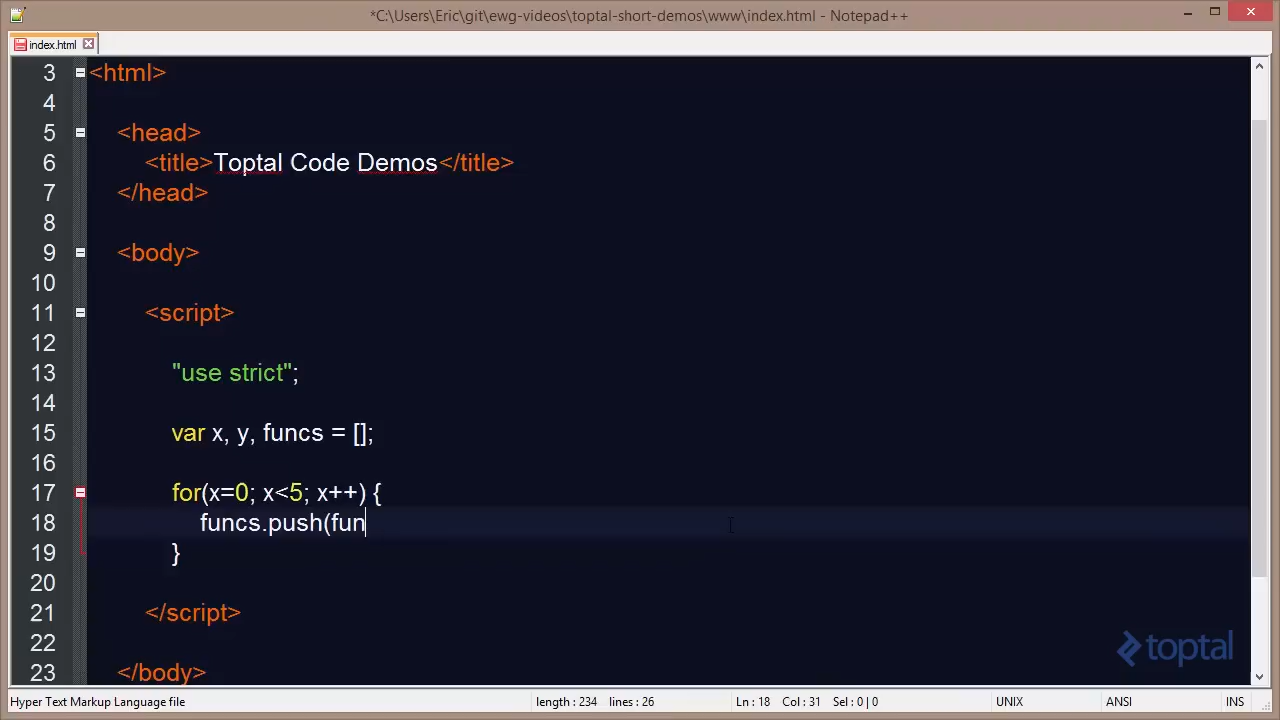 *C:\Users\Eric\git\ewg-videos\toptal-short-demos\www\index.html - Notepad++
index.html
3 <html>
4
5 <head>
6 <title>Toptal Code Demos</title>
7 </head>
8
9 <body>
10
11 <script>
12
13 "use strict";
14
15 var x, y, funcs = [];
16
17 for(x=0; x<5; x++) {
18 funcs.push(fun
19 }
20
21 </script>
22
23 </body>
toptal
Hyper Text Markup Language file length : 234 lines : 26 Ln : 18 Col : 31 Sel : 0 | 0 UNIX ANSI INS